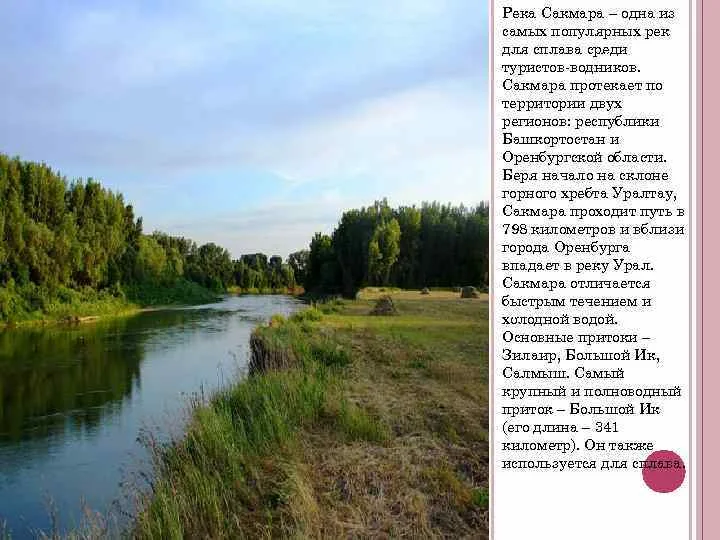 Река Сакмара – одна из
самых популярных рек
для сплава среди
туристов-водников.
Сакмара протекает по
территории двух
регионов: республики
Башкортостан и
Оренбургской области.
Беря начало на склоне
горного хребта Уралтау,
Сакмара проходит путь в
798 километров и вблизи
города Оренбурга
впадает в реку Урал.
Сакмара отличается
быстрым течением и
холодной водой.
Основные притоки –
Зилаир, Большой Ик,
Салмыш. Самый
крупный и полноводный
приток – Большой Ик
(его длина – 341
километр). Он также
используется для сплава.